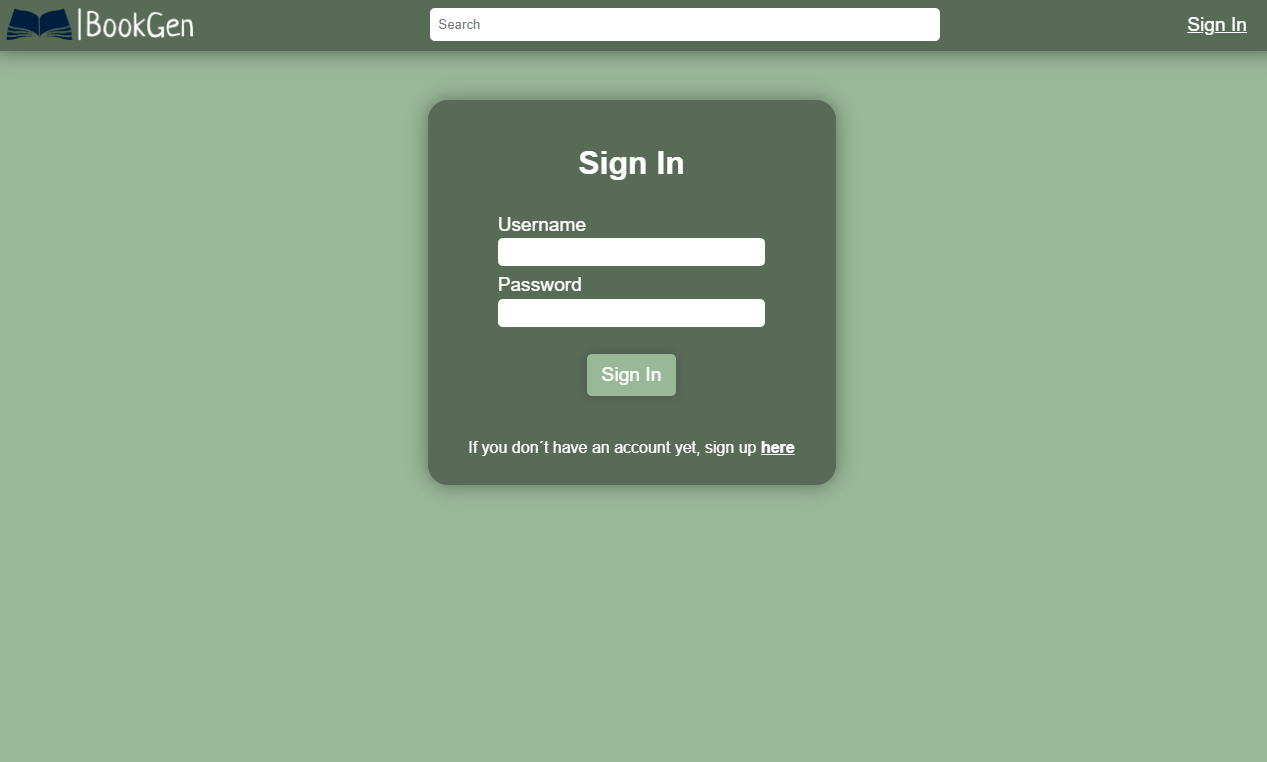 |BookGen
Search
Sign In
Sign In
Username
Password
Sign In
If you don´t have an account yet, sign up here